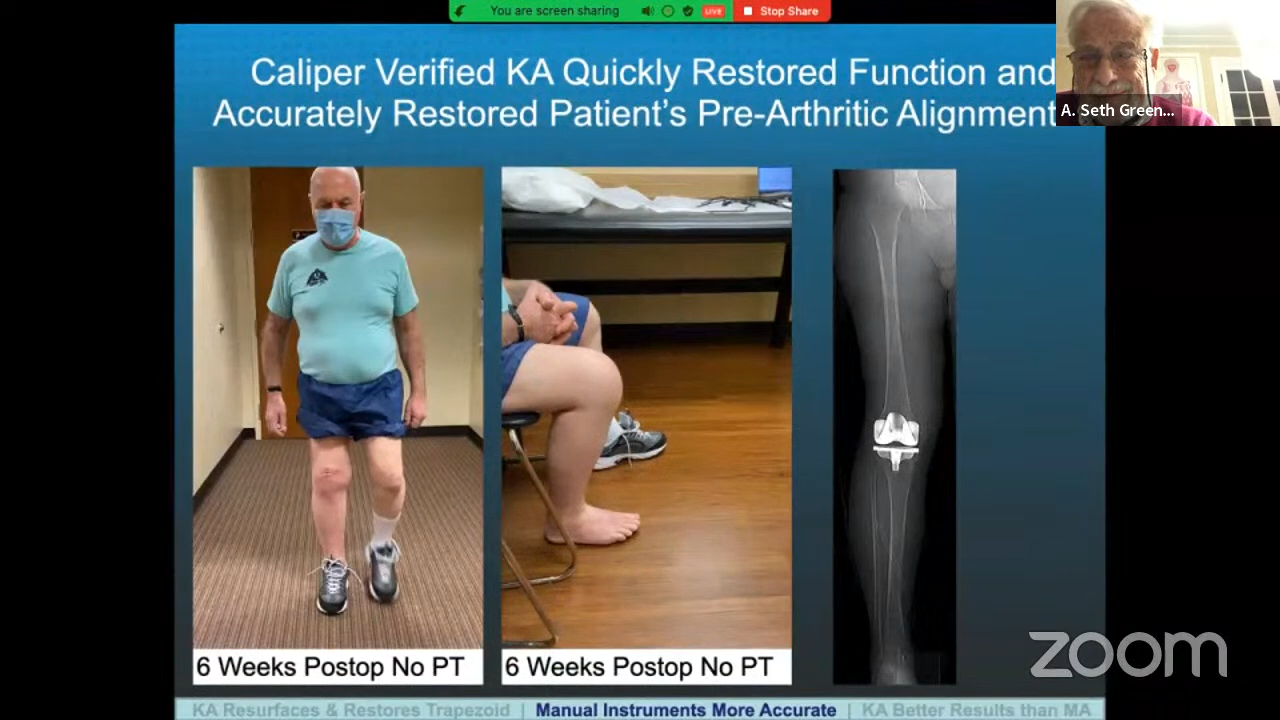 You are screen sharing LIVE Stop Share
Caliper Verified KA Quickly Restored Function and
Accurately Restored Patient's Pre-Arthritic Alignment
A. Seth Green...
6 Weeks Postop No PT
6 Weeks Postop No PT
zoom
KA Resurfaces & Restores Trapezoid | Manual Instruments More Accurate | KA Better Results than MA